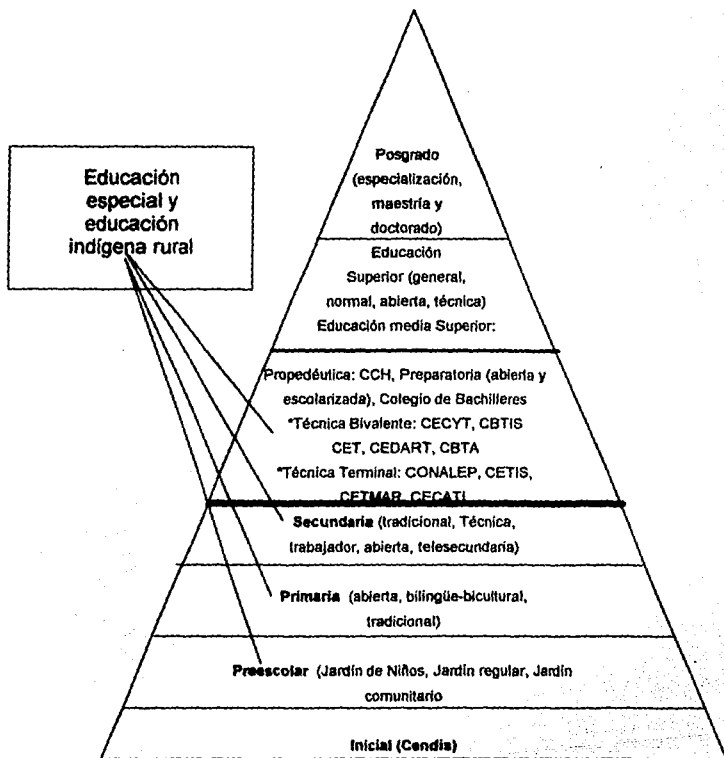 Educación
especial y
educación
indígena rural
Posgrado
(especialización,
maestría y
doctorado)
Educación
Superior (general,
normal, abierta, técnica)
Educación media Superior:
Propedéutica: CCH, Preparatoria (abierta y
escolarizada), Colegio de Bachilleres
*Técnica Bivalente: CECYT, CBTIS
CET, CEDART, CBTA
*Técnica Terminal: CONALEP, CETIS,
CETMAR, CECATI
Secundaria (tradicional, Técnica,
trabajador, abierta, telesecundaria)
Primaria (abierta, bilingüe-bicultural,
tradicional)
Preescolar (Jardín de Niños, Jardín regular, Jardín
comunitario
Inicial (Cendis)